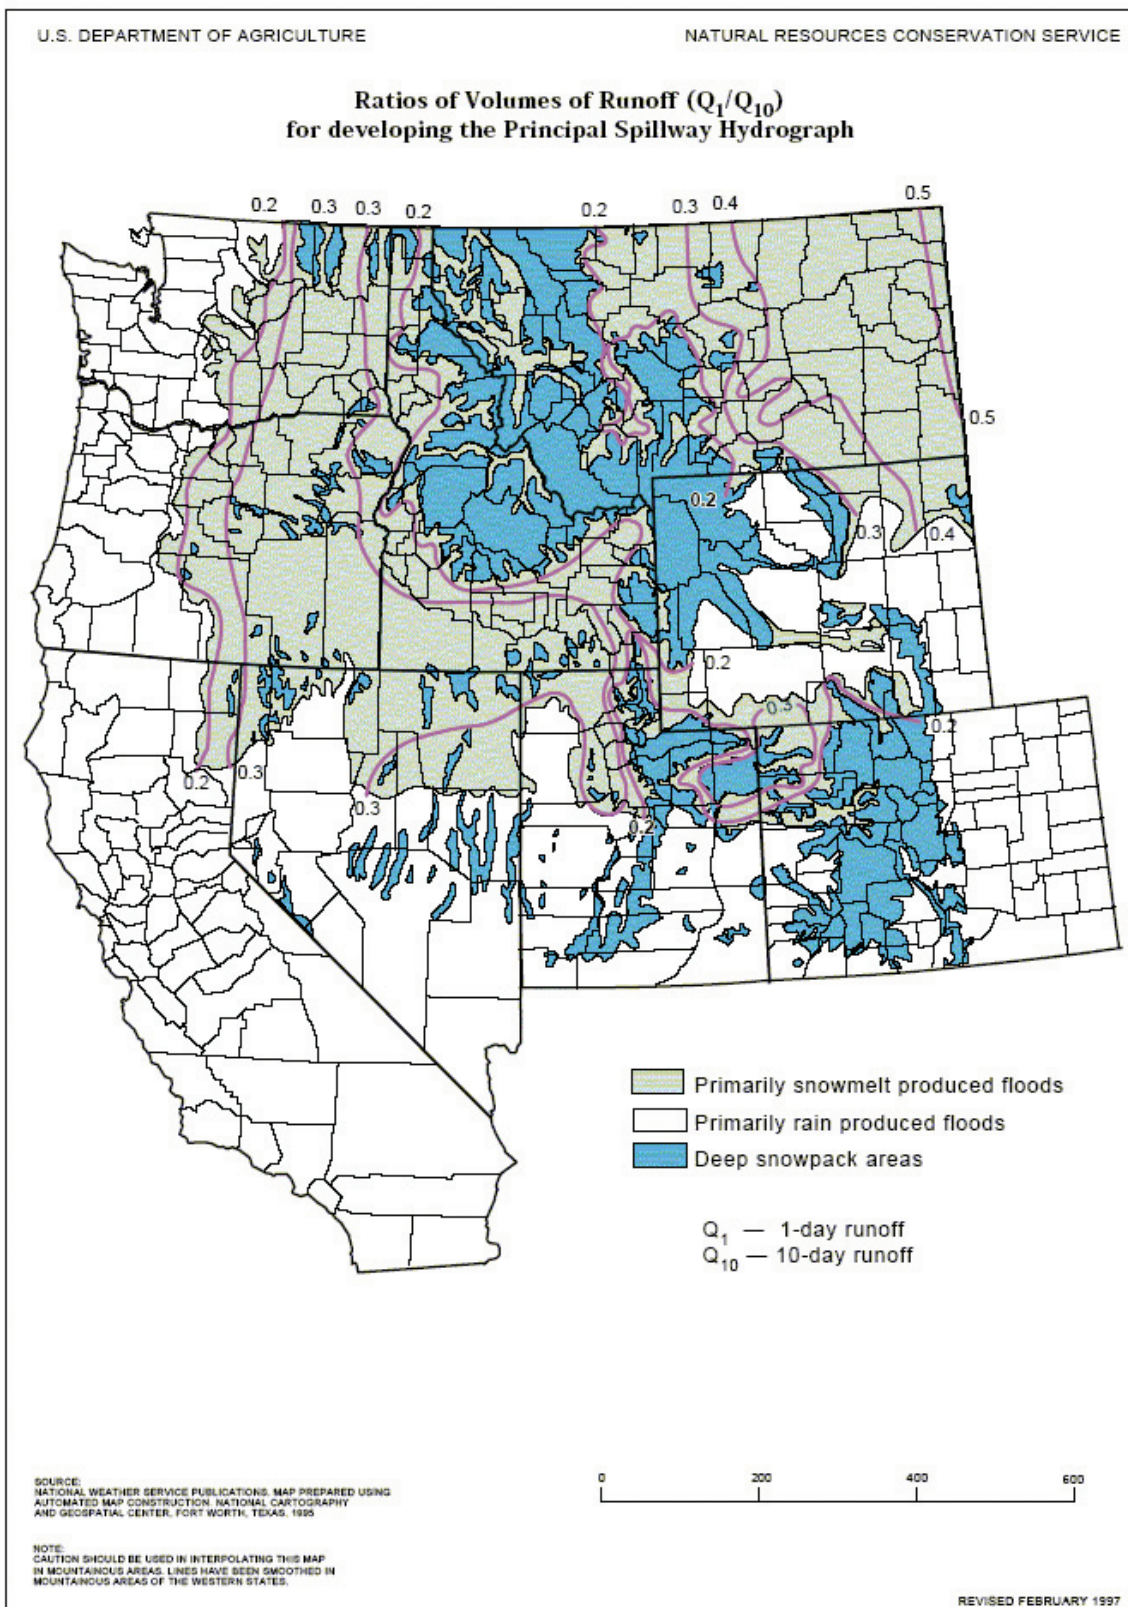 U.S. DEPARTMENT OF AGRICULTURE
NATURAL RESOURCES CONSERVATION SERVICE
Ratios of Volumes of Runoff (Q1/Q10)
for developing the Principal Spillway Hydrograph
0.2
0.3
0.3
0.2
0.2
0.3
0.4
0.5
0.5
0.2
0.3
0.4
0.2
0.3
0.2
0.3
0.2
0.3
0.2
Primarily snowmelt produced floods
Primarily rain produced floods
Deep snowpack areas
Q1 — 1-day runoff
Q10 — 10-day runoff
0 200 400 600
SOURCE:
NATIONAL WEATHER SERVICE PUBLICATIONS. MAP PREPARED USING
AUTOMATED MAP CONSTRUCTION. NATIONAL CARTOGRAPHY
AND GEOSPATIAL CENTER, FORT WORTH, TEXAS. 1995
NOTE:
CAUTION SHOULD BE USED IN INTERPOLATING THIS MAP
IN MOUNTAINOUS AREAS. LINES HAVE BEEN SMOOTHED IN
MOUNTAINOUS AREAS OF THE WESTERN STATES.
REVISED FEBRUARY 1997